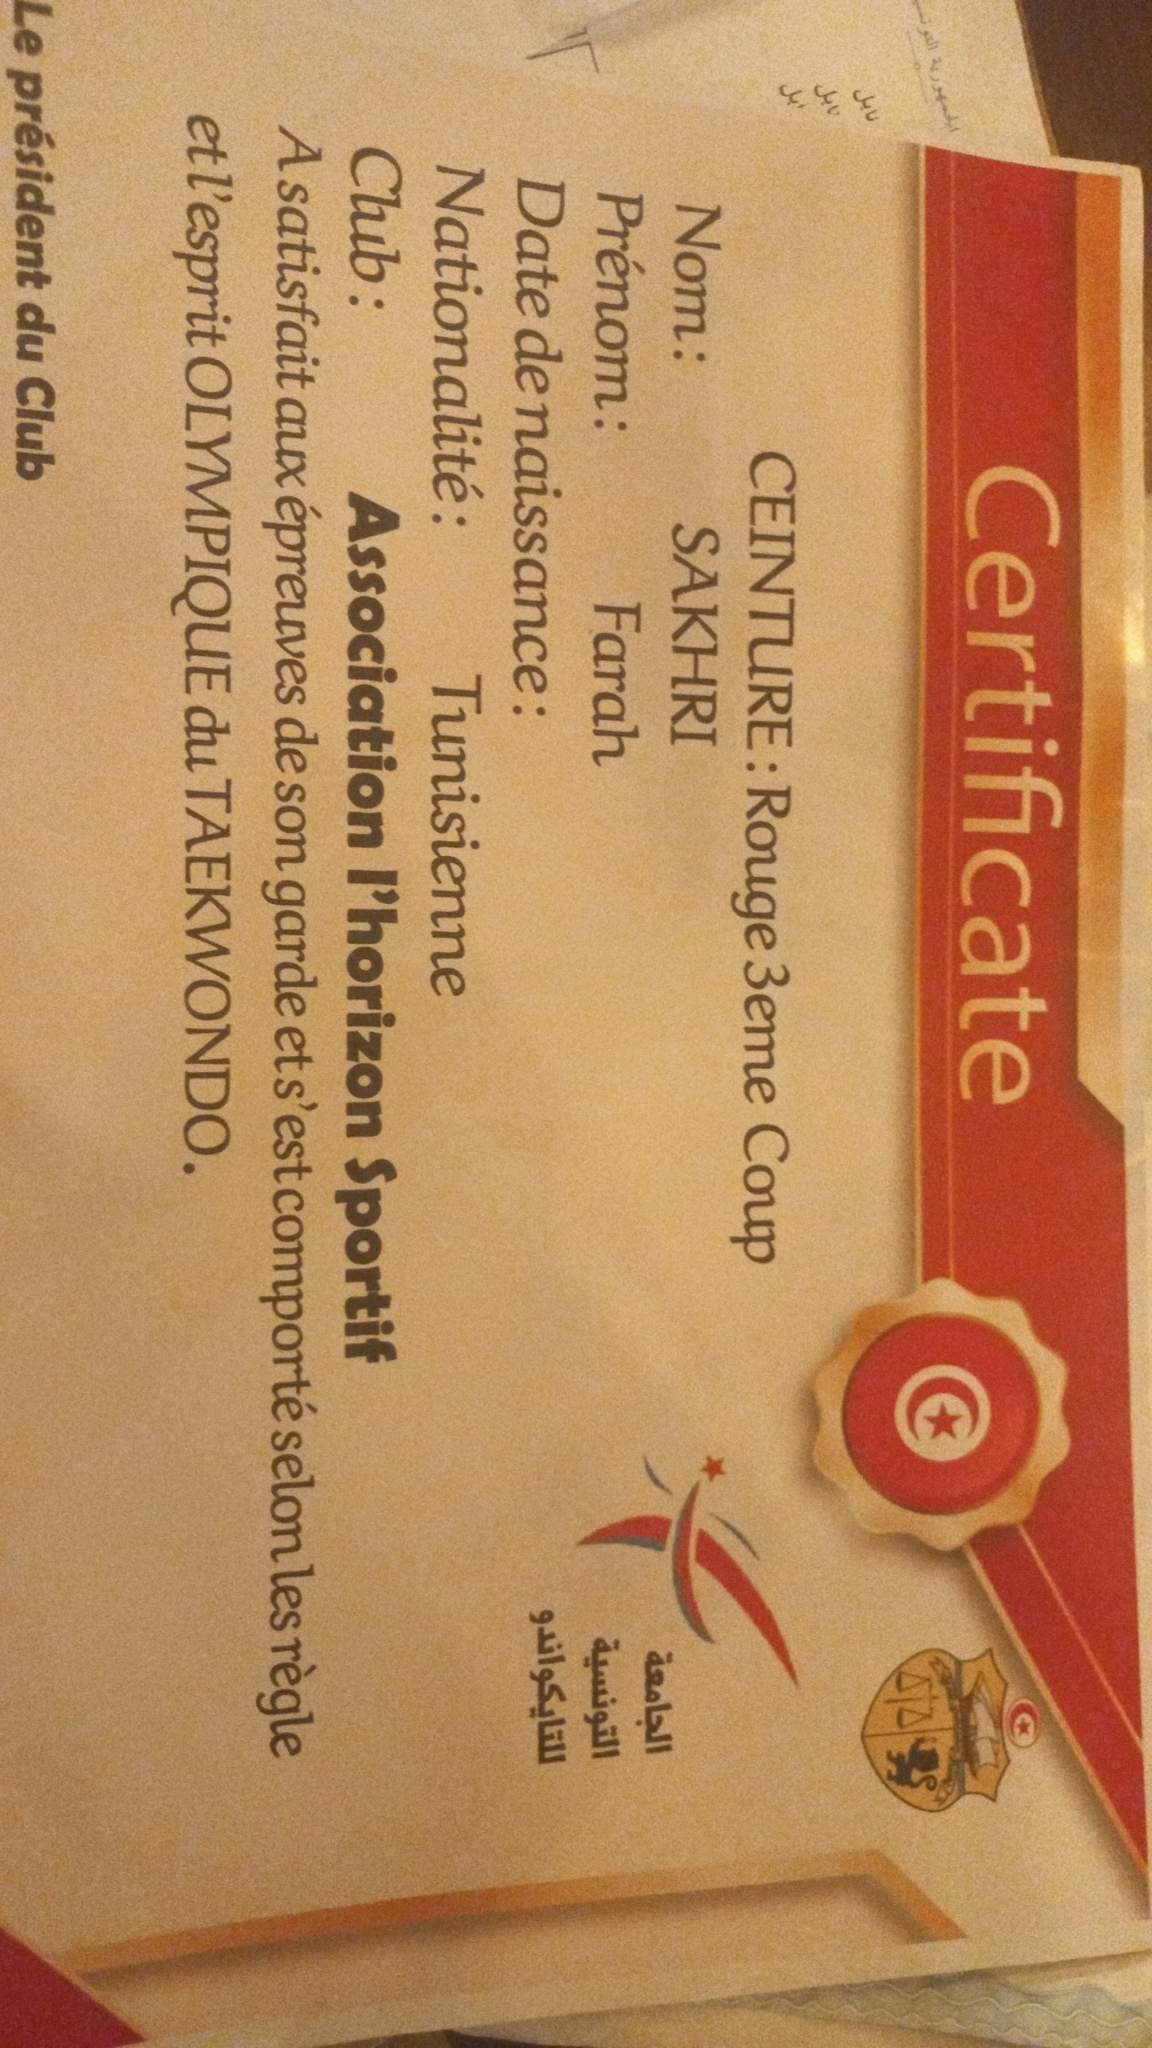 Certificate
CEINTURE : Rouge 3eme Coup
Nom : SAKHRI
Prénom : Farah
Date de naissance :
Nationalité : Tunisienne
Club : Association l'horizon Sportif
A satisfait aux épreuves de son garde et s'est comporté selon les règle
et l'esprit OLYMPIQUE du TAEKWONDO.
Le président du Club
الجامعة
التونسية
للتايكواندو
نابل
نابل